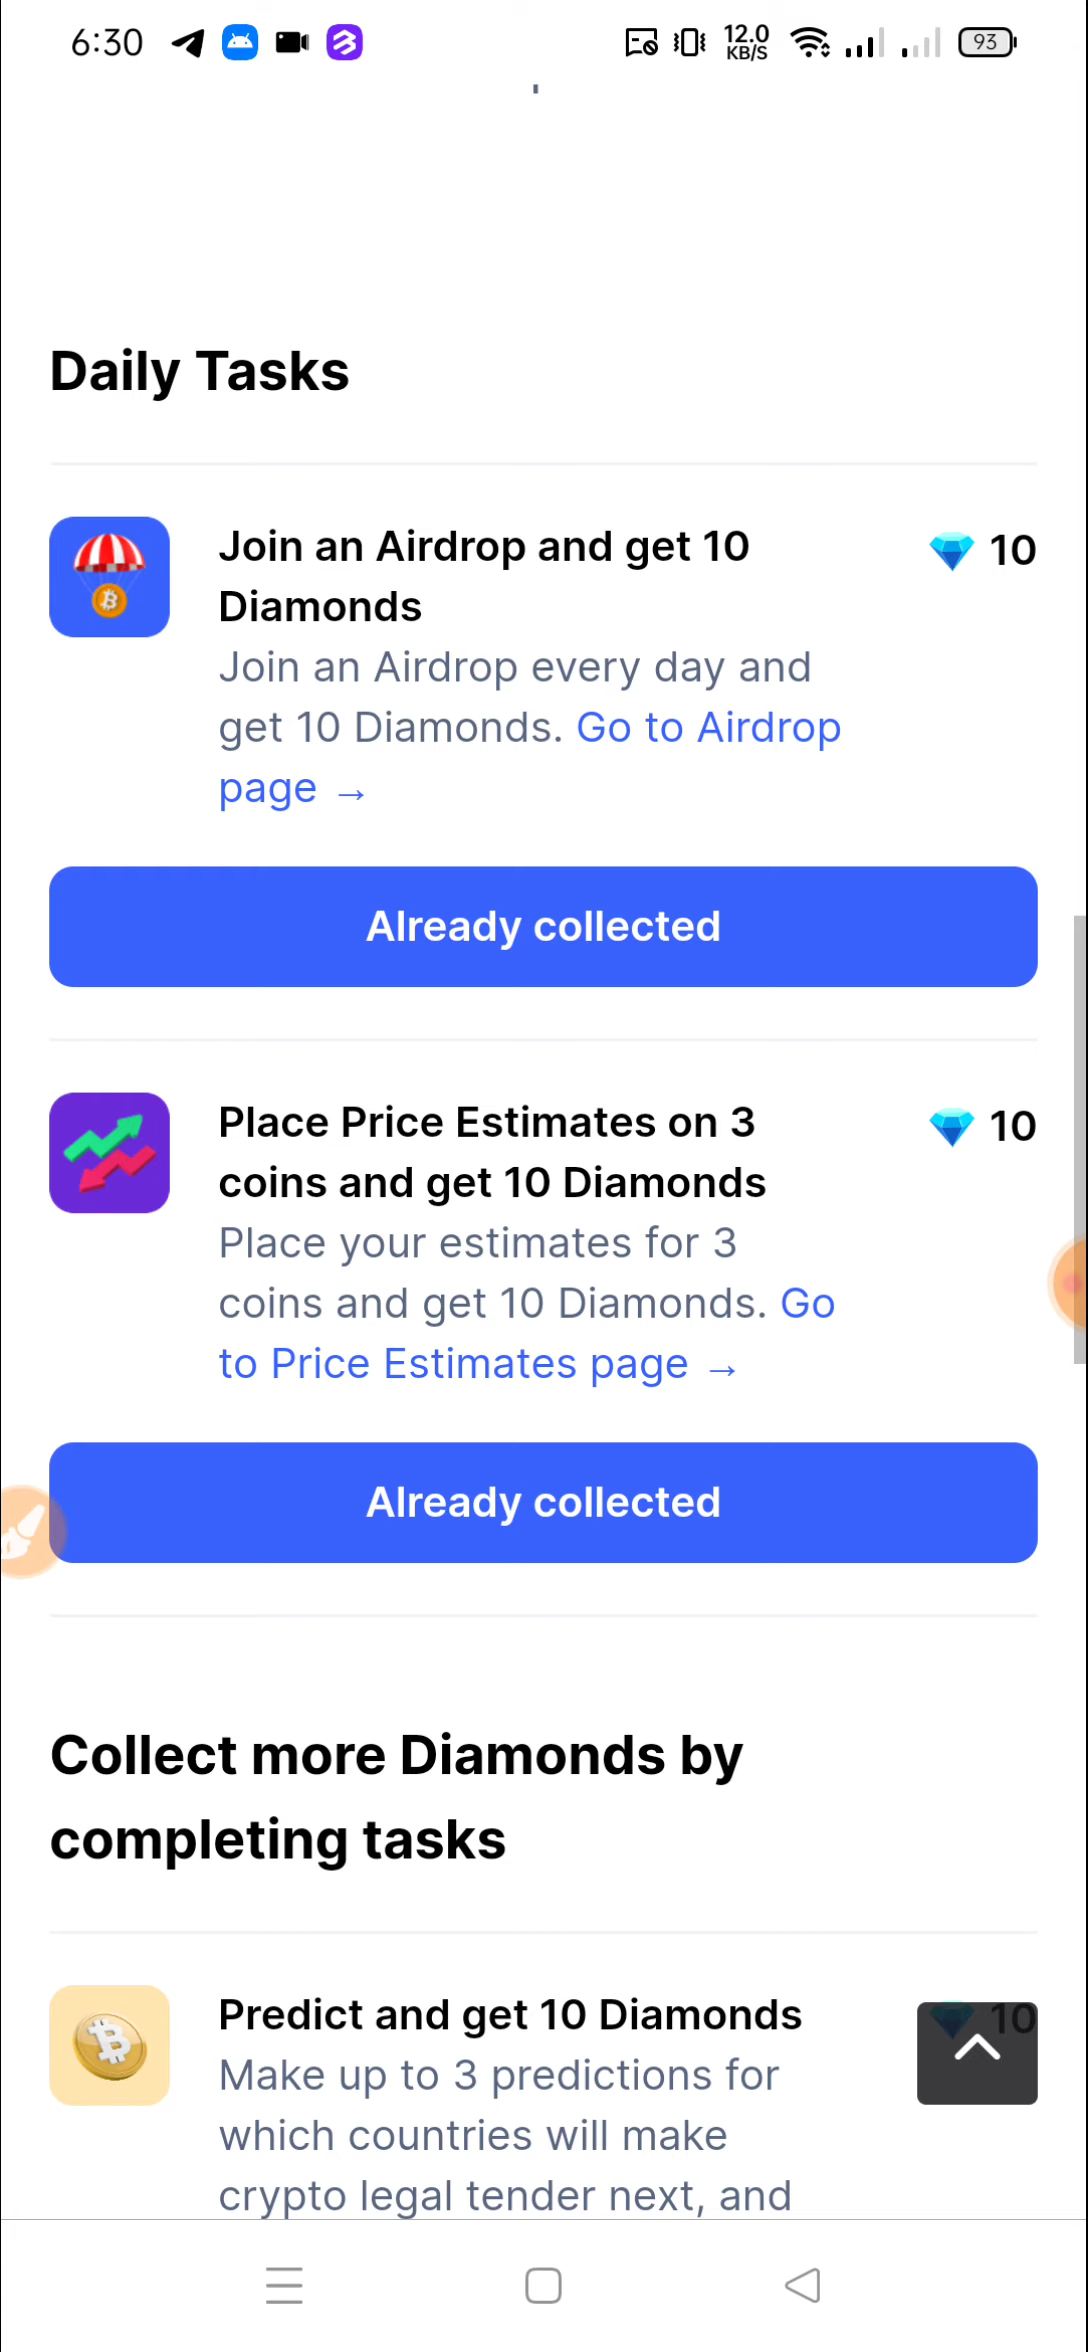 6:30
12.0
KB/S
93
Daily Tasks
Join an Airdrop and get 10
Diamonds
10
Join an Airdrop every day and
get 10 Diamonds. Go to Airdrop
page →
Already collected
Place Price Estimates on 3
coins and get 10 Diamonds
10
Place your estimates for 3
coins and get 10 Diamonds. Go
to Price Estimates page →
Already collected
Collect more Diamonds by
completing tasks
Predict and get 10 Diamonds
10
Make up to 3 predictions for
which countries will make
crypto legal tender next, and